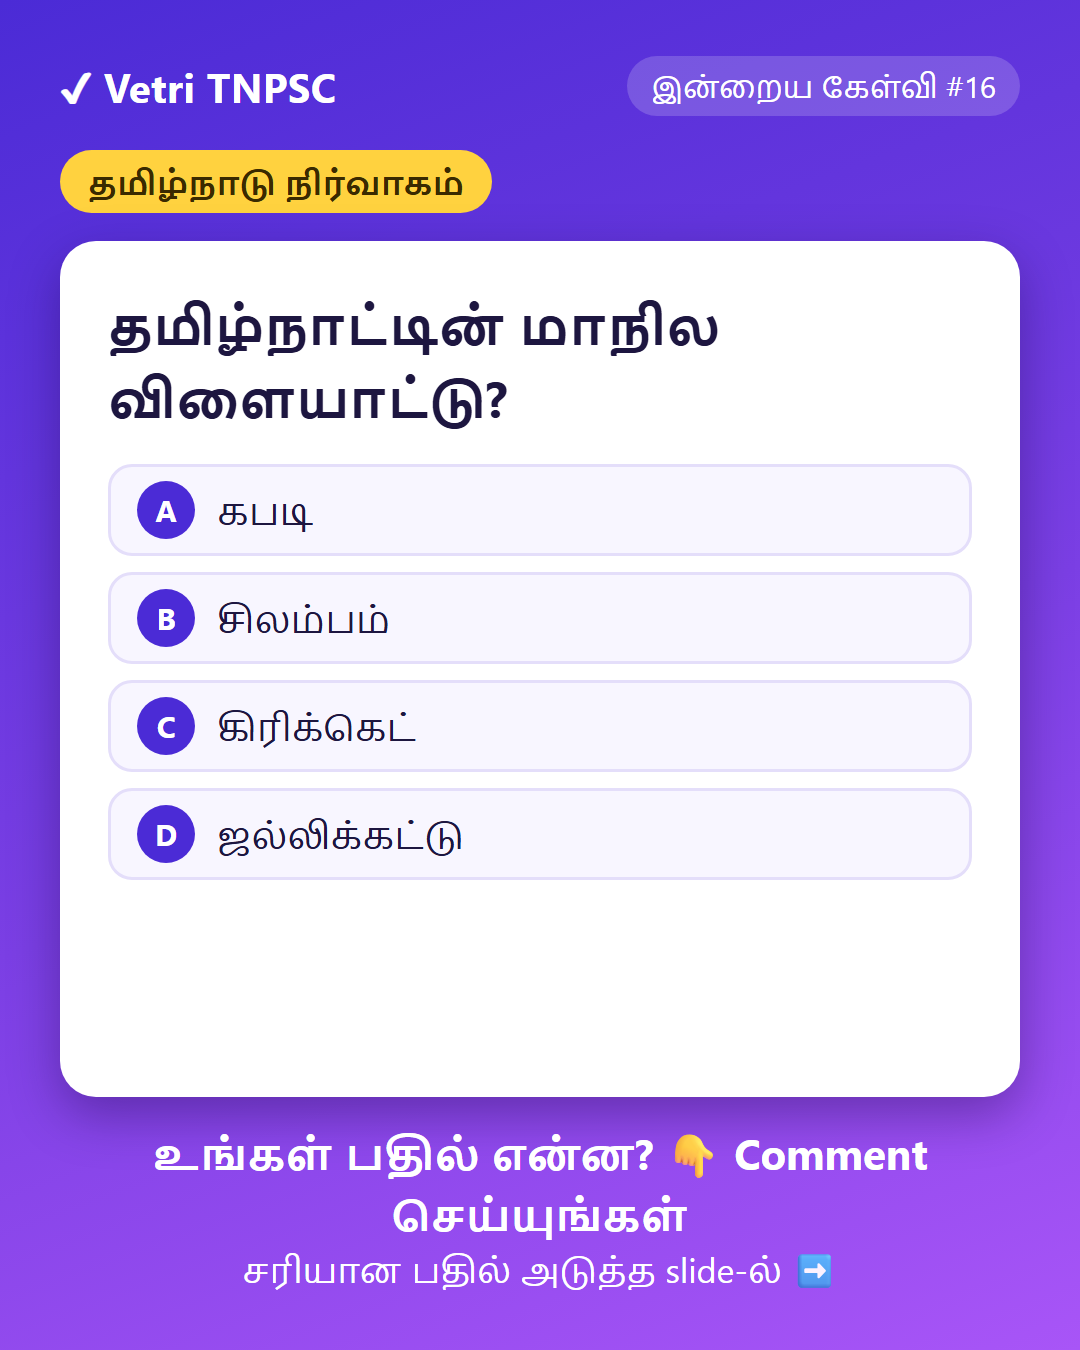 ✓ Vetri TNPSC
இன்றைய கேள்வி #16
தமிழ்நாடு நிர்வாகம்
தமிழ்நாட்டின் மாநில
விளையாட்டு?
A கபடி
B சிலம்பம்
C கிரிக்கெட்
D ஜல்லிக்கட்டு
உங்கள் பதில் என்ன? 👇 Comment
செய்யுங்கள்
சரியான பதில் அடுத்த slide-ல் ➡️